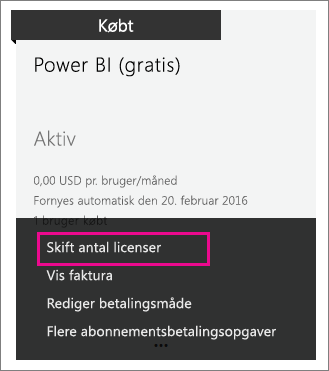 Købt
Power BI (gratis)
Aktiv
0,00 USD pr. bruger/måned
Fornyes automatisk den 20. februar 2016
1 bruger købt
Skift antal licenser
Vis faktura
Rediger betalingsmåde
Flere abonnementsbetalingsopgaver
...